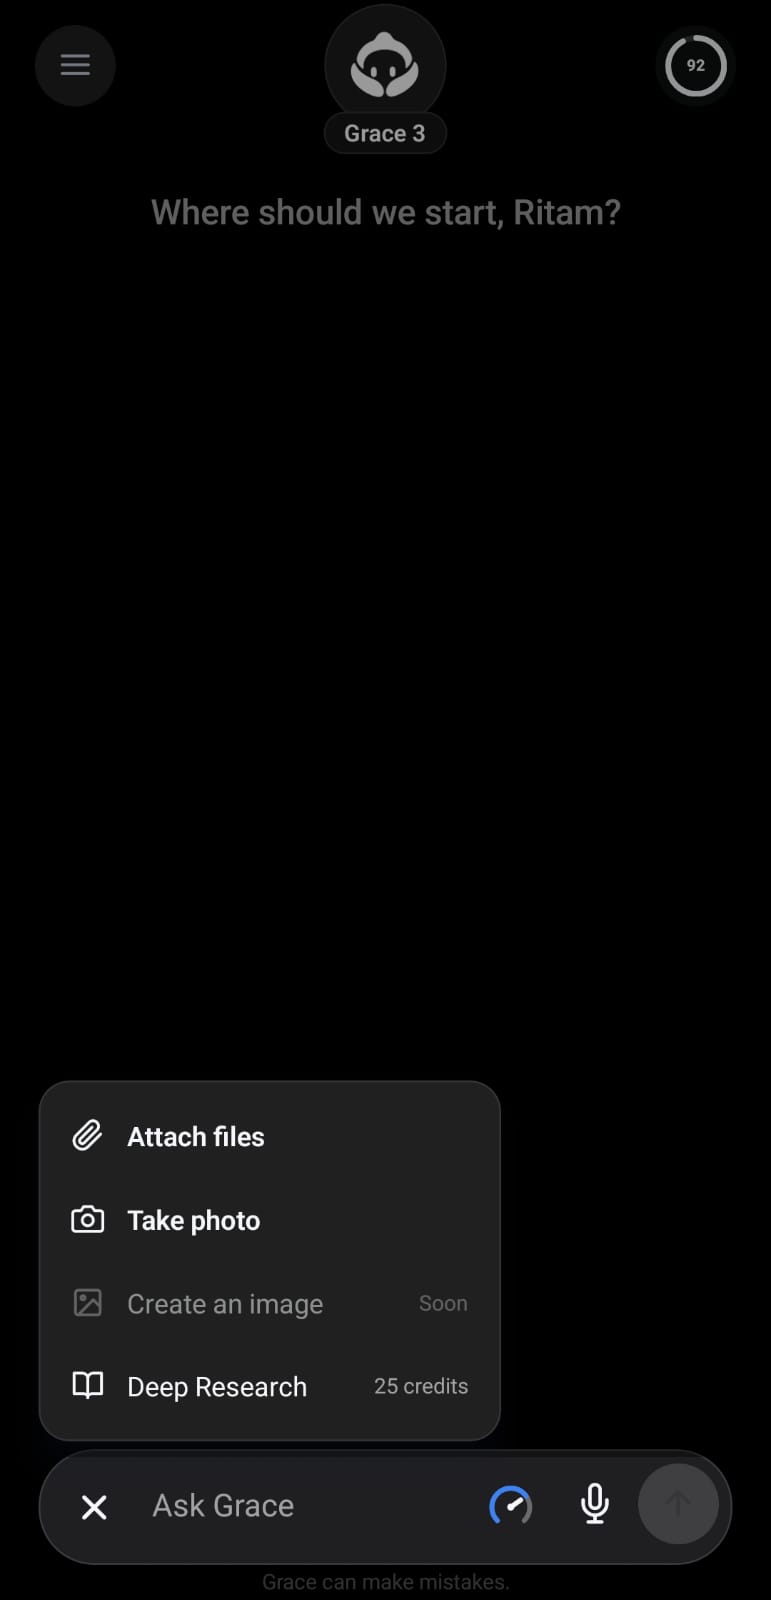 92
Grace 3
Where should we start, Ritam?
Attach files
Take photo
Create an image Soon
Deep Research 25 credits
Ask Grace
Grace can make mistakes.